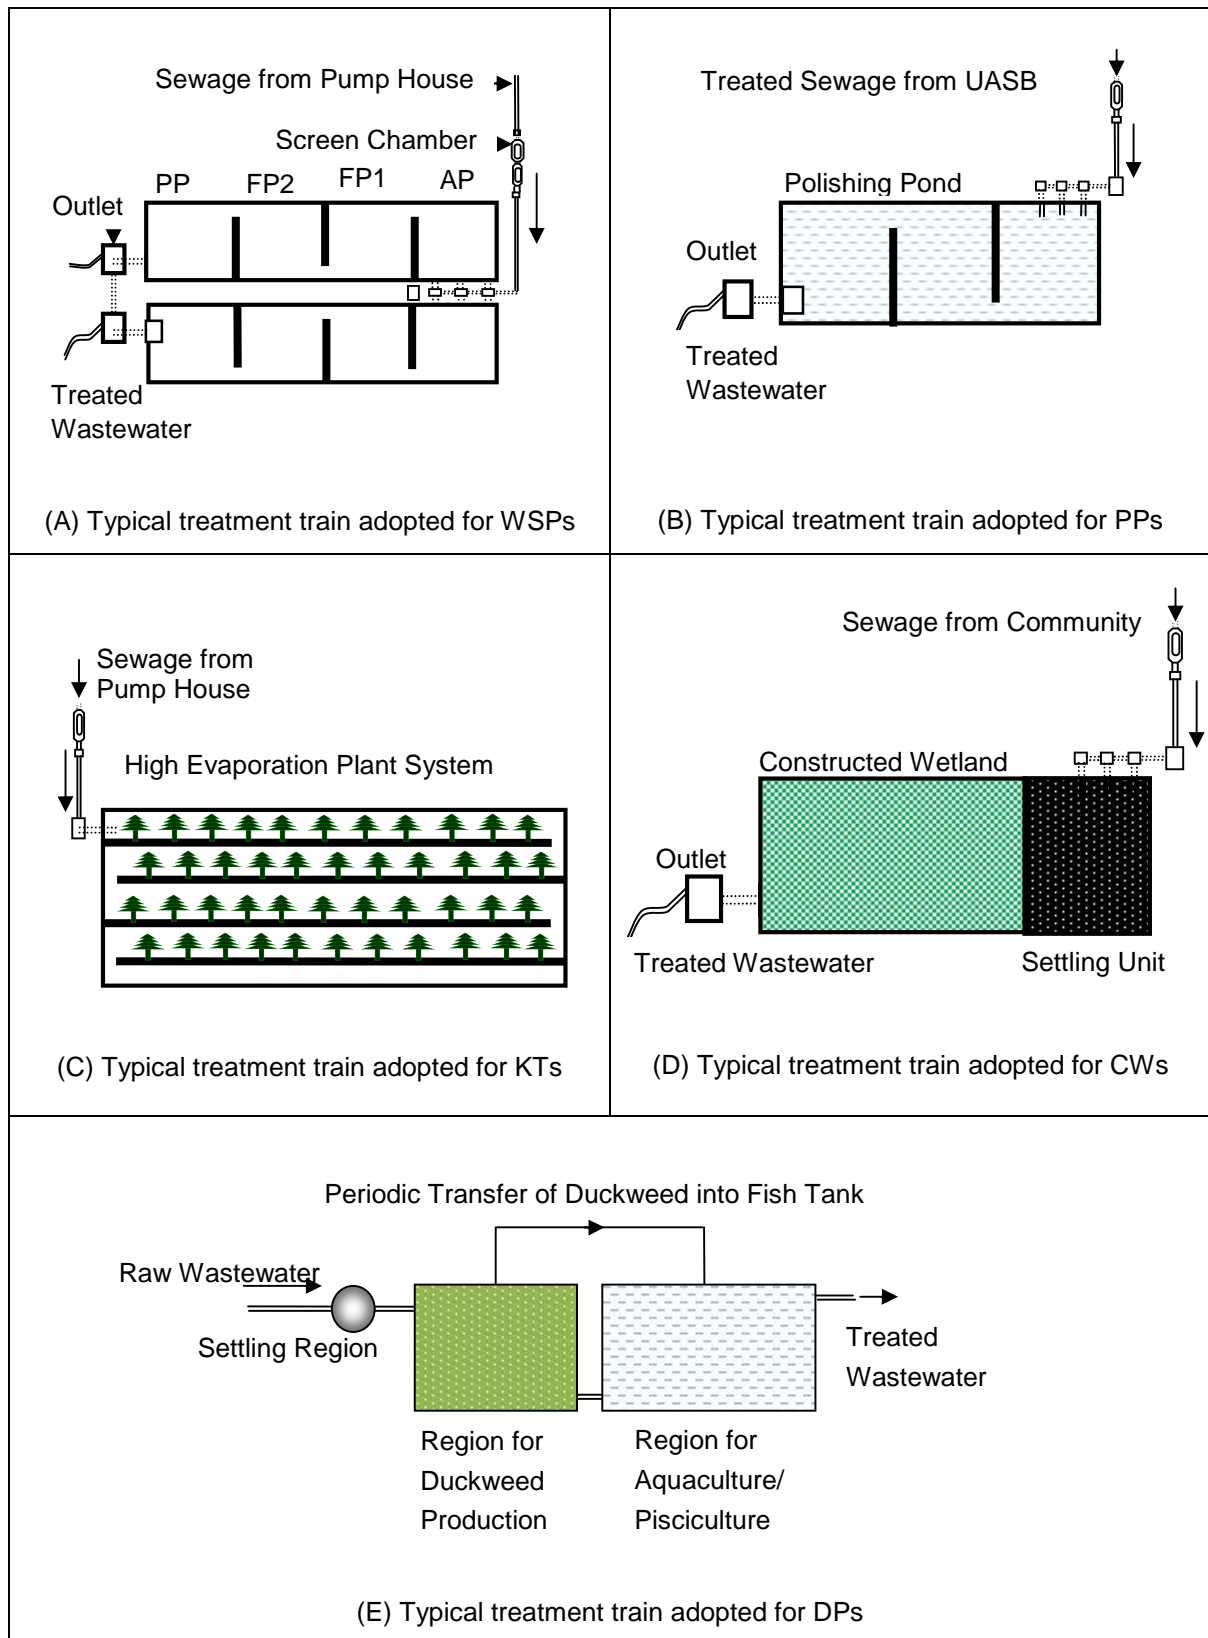 Sewage from Pump House
Screen Chamber
PP
FP2
FP1
AP
Outlet
Treated
Wastewater
(A) Typical treatment train adopted for WSPs
Treated Sewage from UASB
Polishing Pond
Outlet
Treated
Wastewater
(B) Typical treatment train adopted for PPs
Sewage from
Pump House
High Evaporation Plant System
(C) Typical treatment train adopted for KTs
Sewage from Community
Constructed Wetland
Outlet
Treated Wastewater
Settling Unit
(D) Typical treatment train adopted for CWs
Periodic Transfer of Duckweed into Fish Tank
Raw Wastewater
Settling Region
Treated
Wastewater
Region for
Duckweed
Production
Region for
Aquaculture/
Pisciculture
(E) Typical treatment train adopted for DPs